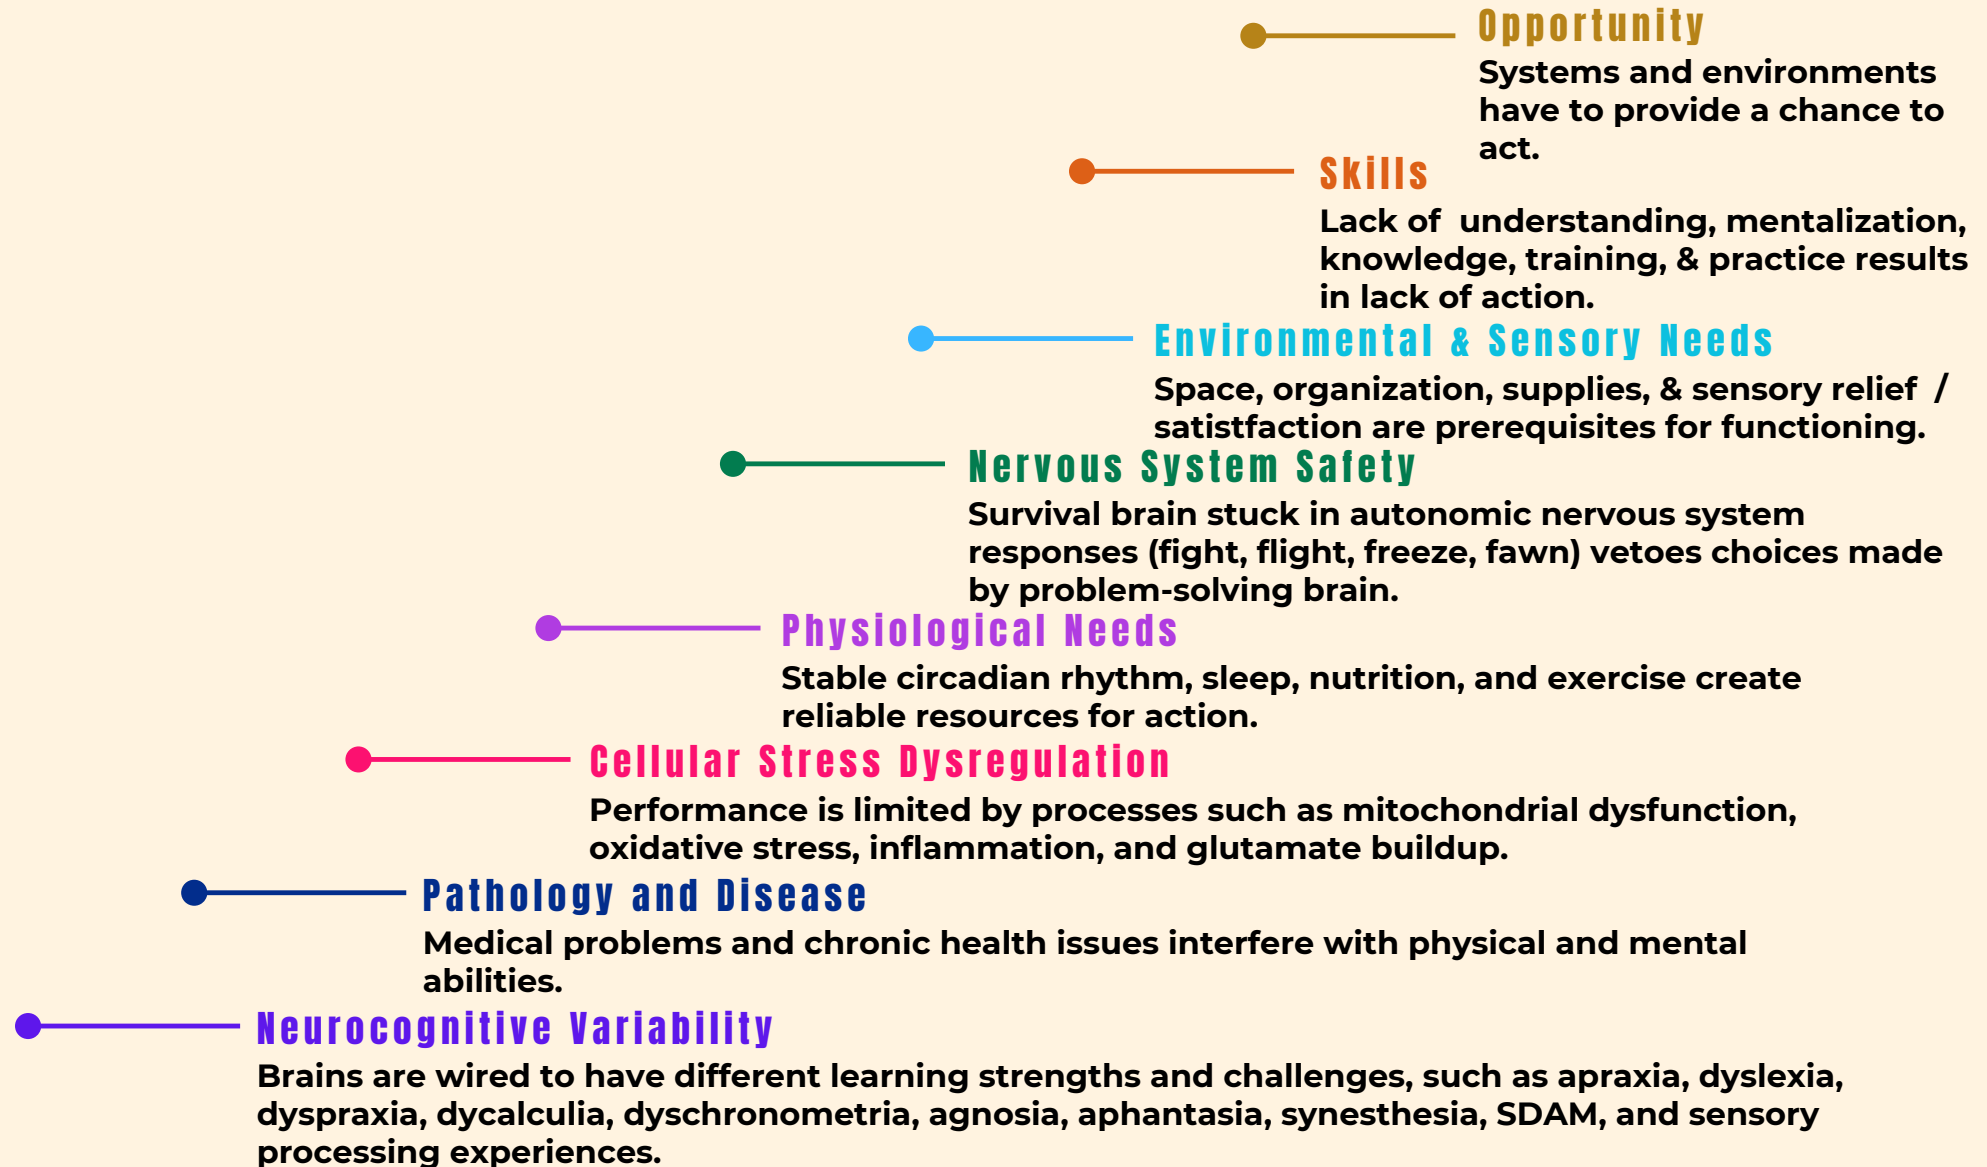 Opportunity
Systems and environments
have to provide a chance to
act.
Skills
Lack of  understanding, mentalization,
knowledge, training, & practice results
in lack of action.
Environmental & Sensory Needs
Space, organization, supplies, & sensory relief  /
satistfaction are prerequisites for functioning.
Nervous System Safety
Survival brain stuck in autonomic nervous system
responses (fight, flight, freeze, fawn) vetoes choices made
by problem-solving brain.
Physiological Needs
Stable circadian rhythm, sleep, nutrition, and exercise create
reliable resources for action.
Cellular Stress Dysregulation
Performance is limited by processes such as mitochondrial dysfunction,
oxidative stress, inflammation, and glutamate buildup.
Pathology and Disease
Medical problems and chronic health issues interfere with physical and mental
abilities.
Neurocognitive Variability
Brains are wired to have different learning strengths and challenges, such as apraxia, dyslexia,
dyspraxia, dycalculia, dyschronometria, agnosia, aphantasia, synesthesia, SDAM, and sensory
processing experiences.